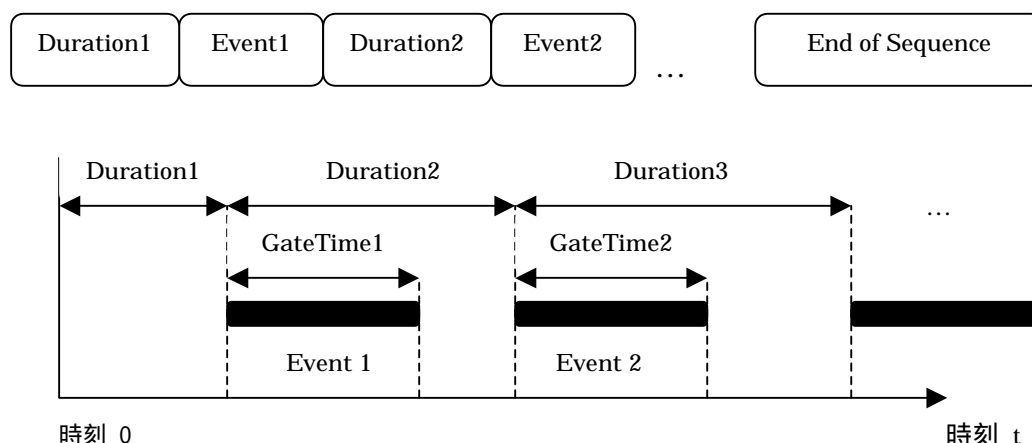 Duration1 Event1 Duration2 Event2 … End of Sequence
Duration1 Duration2 Duration3
…
GateTime1 GateTime2
Event 1 Event 2
時刻 0 時刻 t